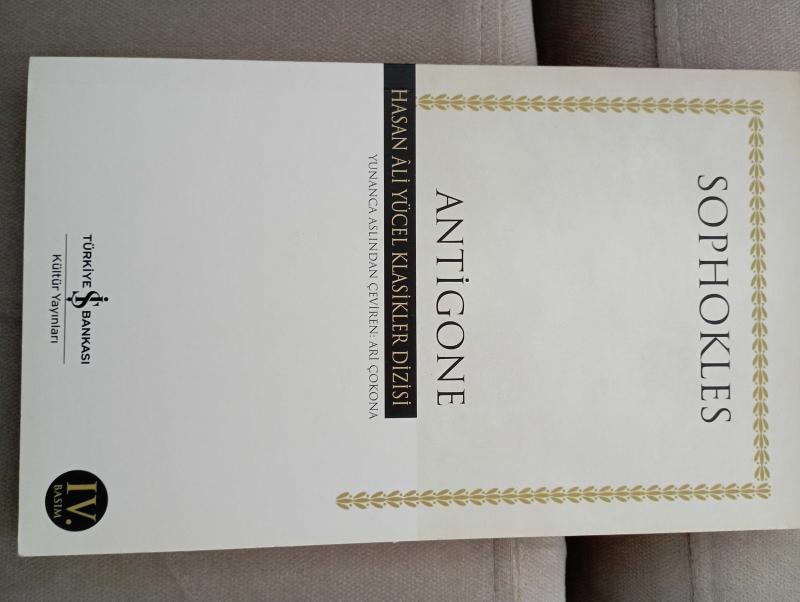 SOPHOKLES
ANTİGONE
HASAN ÂLİ YÜCEL KLASİKLER DİZİSİ
YUNANCA ASLINDAN ÇEVİREN: ARİ ÇOKONA
TÜRKİYE İŞ BANKASI
Kültür Yayınları
IV.
BASIM